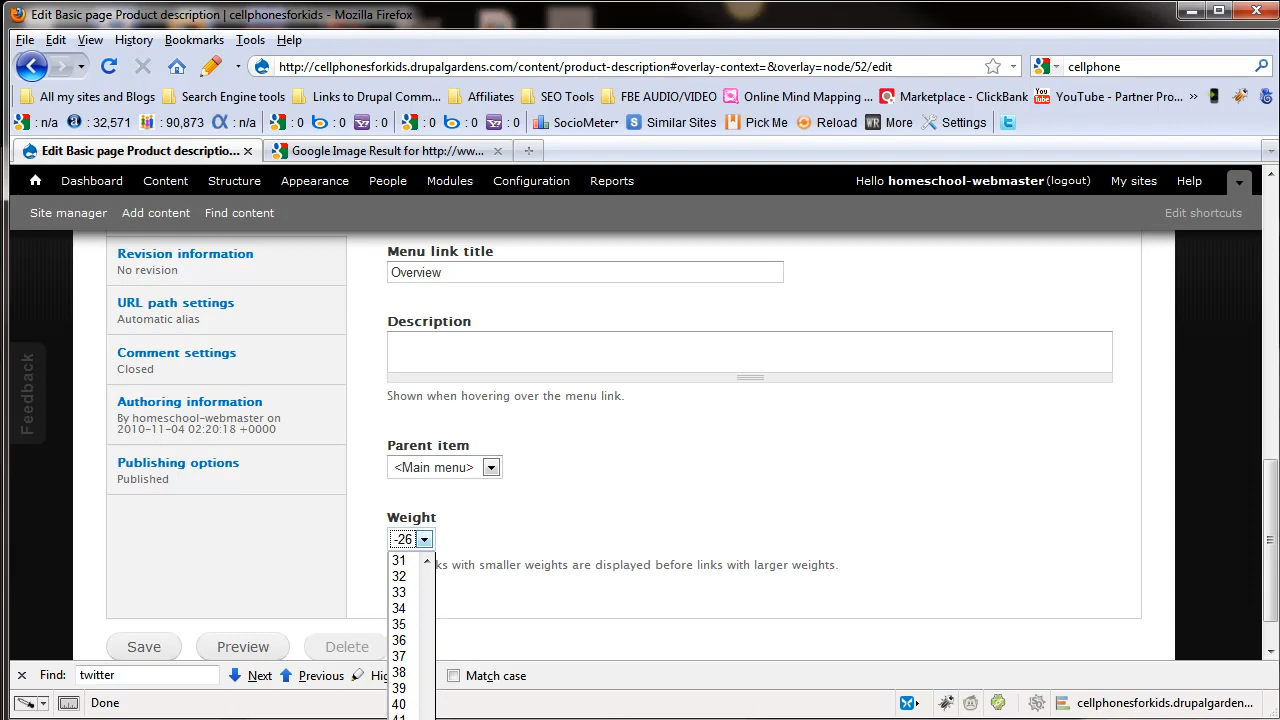 Edit Basic page Product description | cellphonesforkids - Mozilla Firefox
File Edit View History Bookmarks Tools Help
http://cellphonesforkids.drupalgardens.com/content/product-description#overlay-context=&overlay=node/52/edit
cellphone
All my sites and Blogs Search Engine tools Links to Drupal Comm... Affiliates SEO Tools FBE AUDIO/VIDEO Online Mind Mapping ... Marketplace - ClickBank YouTube - Partner Pro... »
: n/a : 32,571 : 90,873 : n/a : 0 : 0 : 0 : 0 : 0 : 0 SocioMeter Similar Sites Pick Me Reload WR More Settings
Edit Basic page Product descriptio... Google Image Result for http://ww...
Dashboard Content Structure Appearance People Modules Configuration Reports Hello homeschool-webmaster (logout) My sites Help
Site manager Add content Find content Edit shortcuts
Revision information
No revision
URL path settings
Automatic alias
Comment settings
Closed
Authoring information
By homeschool-webmaster on
2010-11-04 02:20:18 +0000
Publishing options
Published
Feedback
Menu link title
Overview
Description
Shown when hovering over the menu link.
Parent item
<Main menu>
Weight
-26
31
32
33
34
35
36
37
38
39
40
with smaller weights are displayed before links with larger weights.
Save Preview Delete
Find: twitter Next Previous Match case
Done cellphonesforkids.drupalgarden...